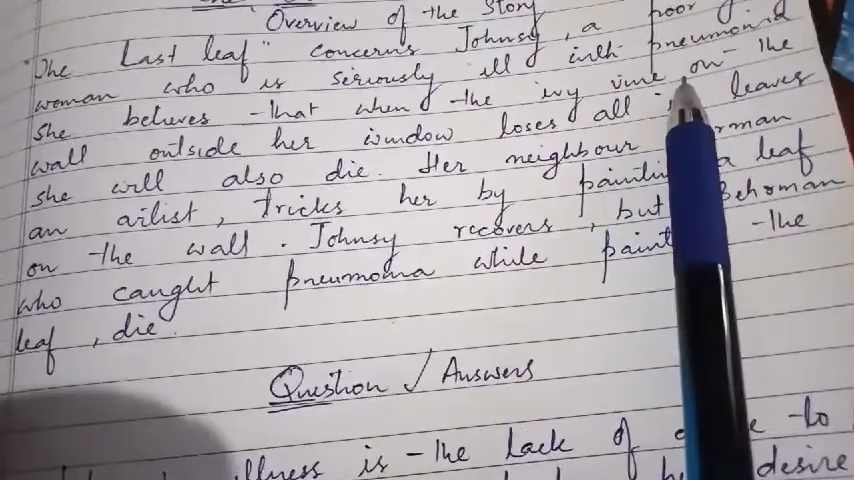 Overview of the Story
"The Last leaf" concerns Johnsy, a poor
woman who is seriously ill with pneumonia
she believes that when the ivy vine on the
wall outside her window loses all leaves
she will also die. Her neighbour
an artist, tricks her by a leaf
on the wall. Johnsy recovers, but Behrman
who caught pneumonia while the
leaf, die.
Question / Answers
illness is the lack of to
desire